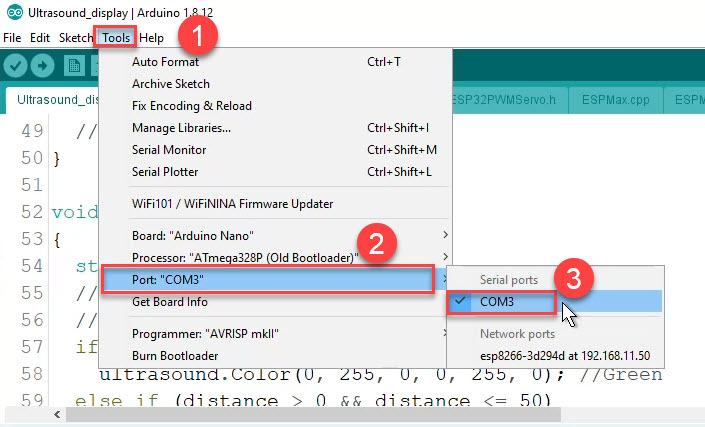 Ultrasound_display | Arduino 1.8.12
File Edit Sketch Tools Help
1
Auto Format Ctrl+T
Archive Sketch
Fix Encoding & Reload
Manage Libraries... Ctrl+Shift+I
Serial Monitor Ctrl+Shift+M
Serial Plotter Ctrl+Shift+L
WiFi101 / WiFiNINA Firmware Updater
Board: "Arduino Nano"
Processor: "ATmega328P (Old Bootloader)"
2
Port: "COM3"
Get Board Info
Programmer: "AVRISP mkII"
Burn Bootloader
Serial ports
3
COM3
Network ports
esp8266-3d294d at 192.168.11.50
Ultrasound_dis ESP32PWMServo.h ESPMax.cpp ESPM
49 //
50 }
51
52 void
53 {
54 st
55 //
56 //
57 if
58 ultrasound.Color(0, 255, 0, 0, 255, 0); //Green
59 else if (distance > 0 && distance <= 50)